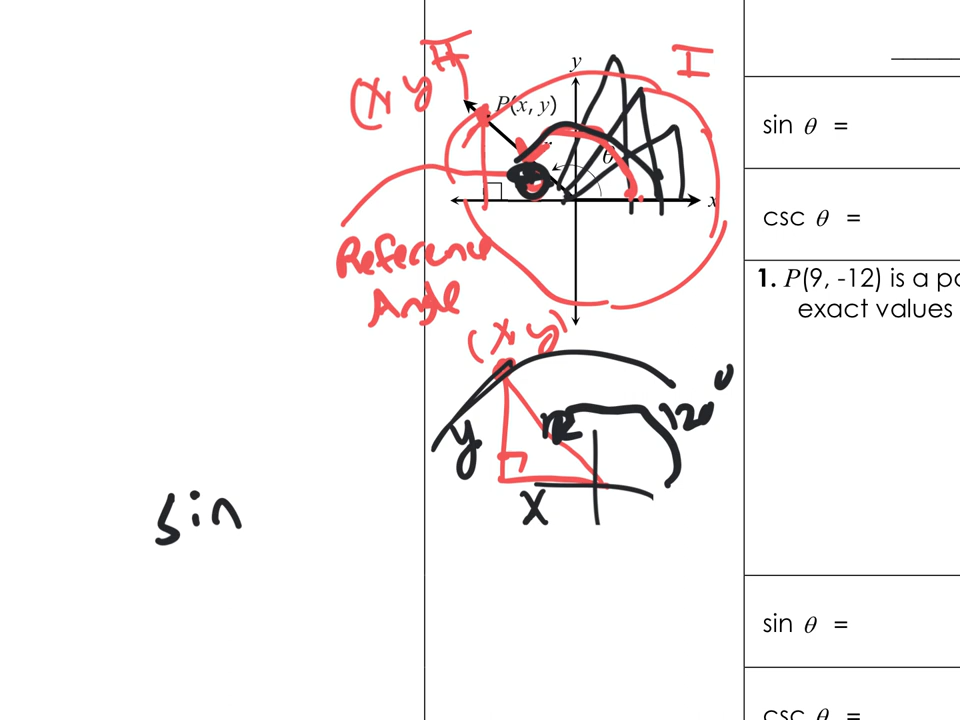 II
I
(x, y
y
P(x, y)
θ
x
sin θ =
csc θ =
Reference
Angle
1. P(9, -12) is a po
exact values
(x, y)
120°
y
x
sin
sin θ =
csc θ =